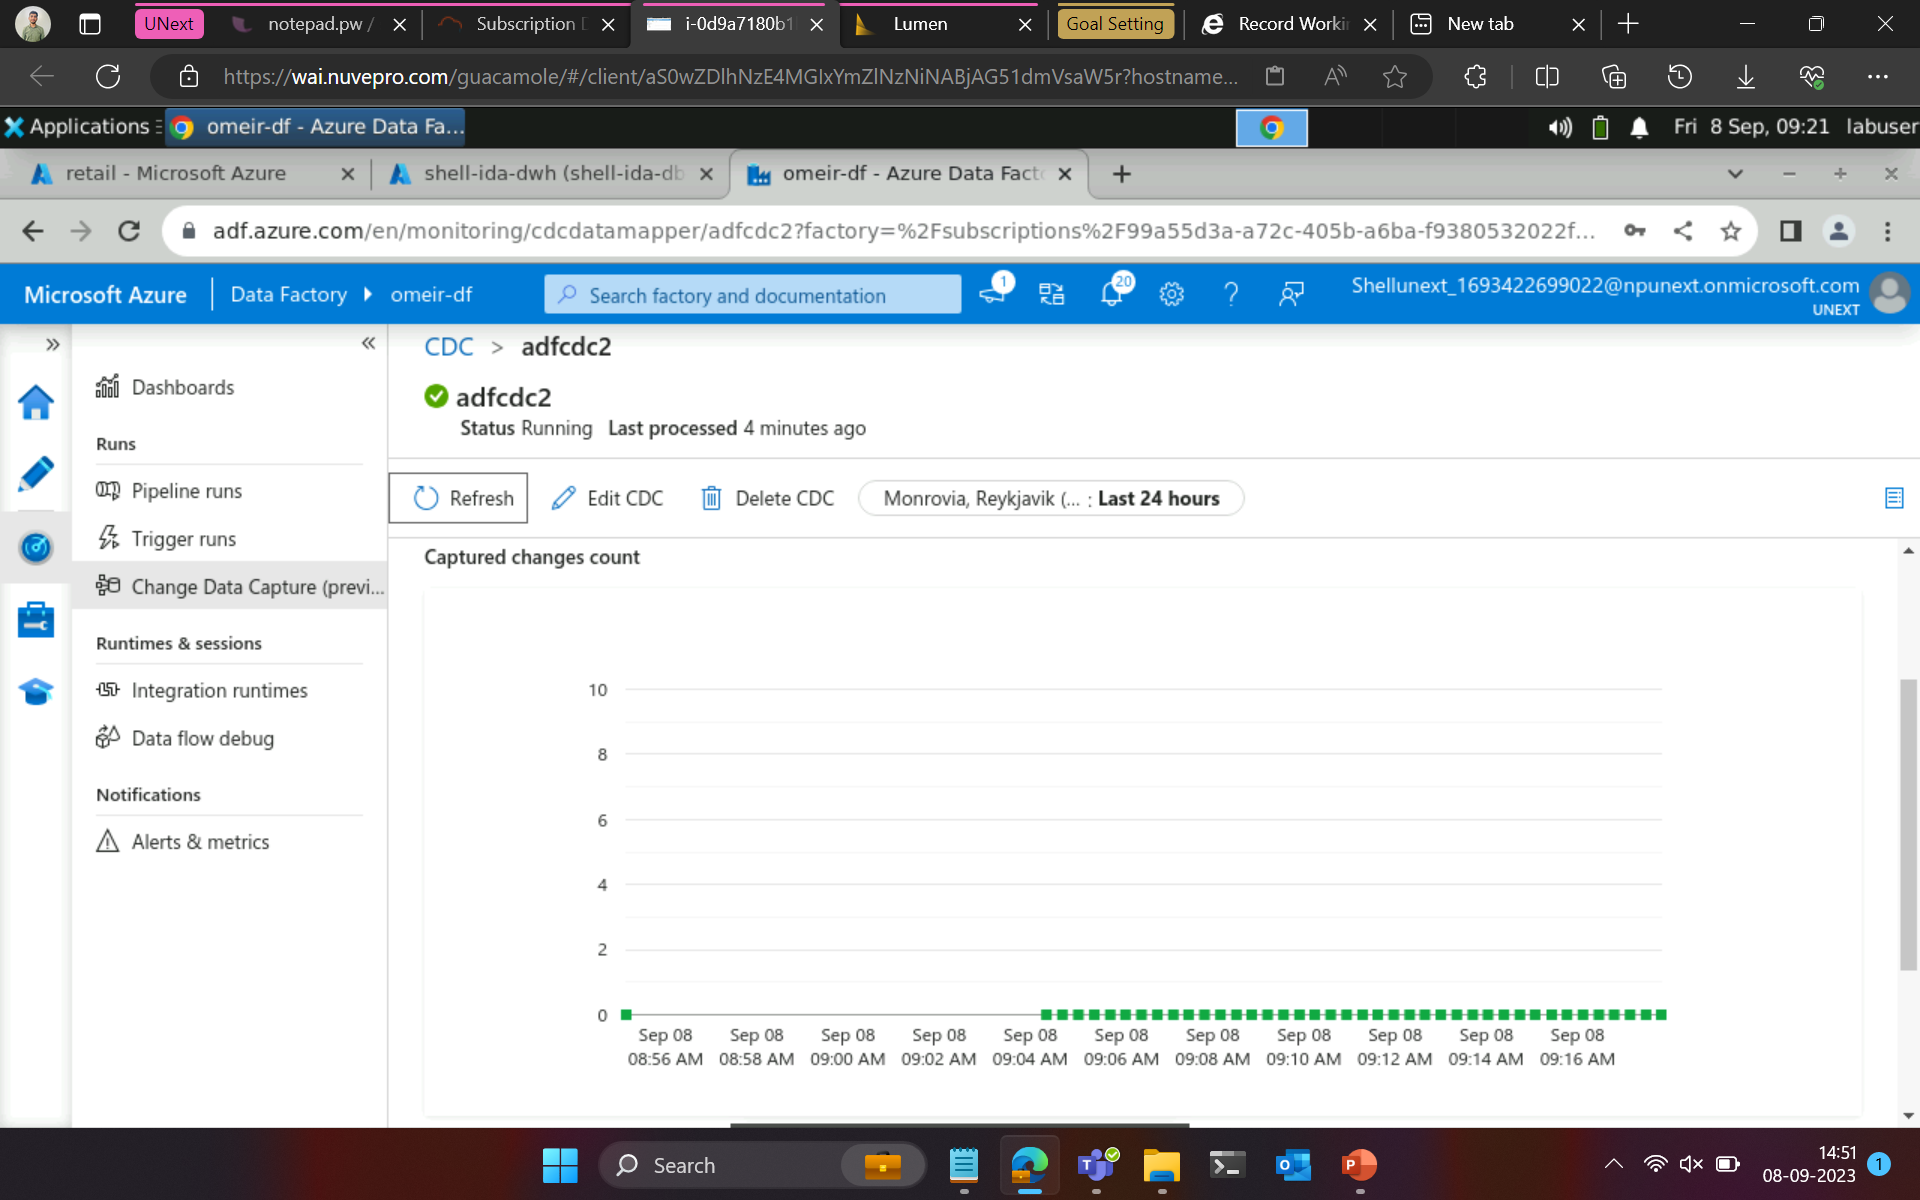 UNext
notepad.pw /
Subscription D
i-0d9a7180b1
Lumen
Goal Setting
Record Workin
New tab
https://wai.nuvepro.com/guacamole/#/client/aS0wZDlhNzE4MGIxYmZlNzNiNABjAG51dmVsaW5r?hostname...
Applications
omeir-df - Azure Data Fa...
Fri 8 Sep, 09:21 labuser
retail - Microsoft Azure
shell-ida-dwh (shell-ida-db
omeir-df - Azure Data Facto
adf.azure.com/en/monitoring/cdcdatamapper/adfcdc2?factory=%2Fsubscriptions%2F99a55d3a-a72c-405b-a6ba-f9380532022f...
Microsoft Azure
Data Factory
omeir-df
Search factory and documentation
1
20
Shellunext_1693422699022@npunext.onmicrosoft.com
UNEXT
CDC > adfcdc2
adfcdc2
Status Running Last processed 4 minutes ago
Dashboards
Runs
Pipeline runs
Trigger runs
Change Data Capture (previ...
Runtimes & sessions
Integration runtimes
Data flow debug
Notifications
Alerts & metrics
Refresh
Edit CDC
Delete CDC
Monrovia, Reykjavik (... : Last 24 hours
Captured changes count
10
8
6
4
2
0
Sep 08 Sep 08 Sep 08 Sep 08 Sep 08 Sep 08 Sep 08 Sep 08 Sep 08 Sep 08 Sep 08
08:56 AM 08:58 AM 09:00 AM 09:02 AM 09:04 AM 09:06 AM 09:08 AM 09:10 AM 09:12 AM 09:14 AM 09:16 AM
Search
14:51
08-09-2023
1